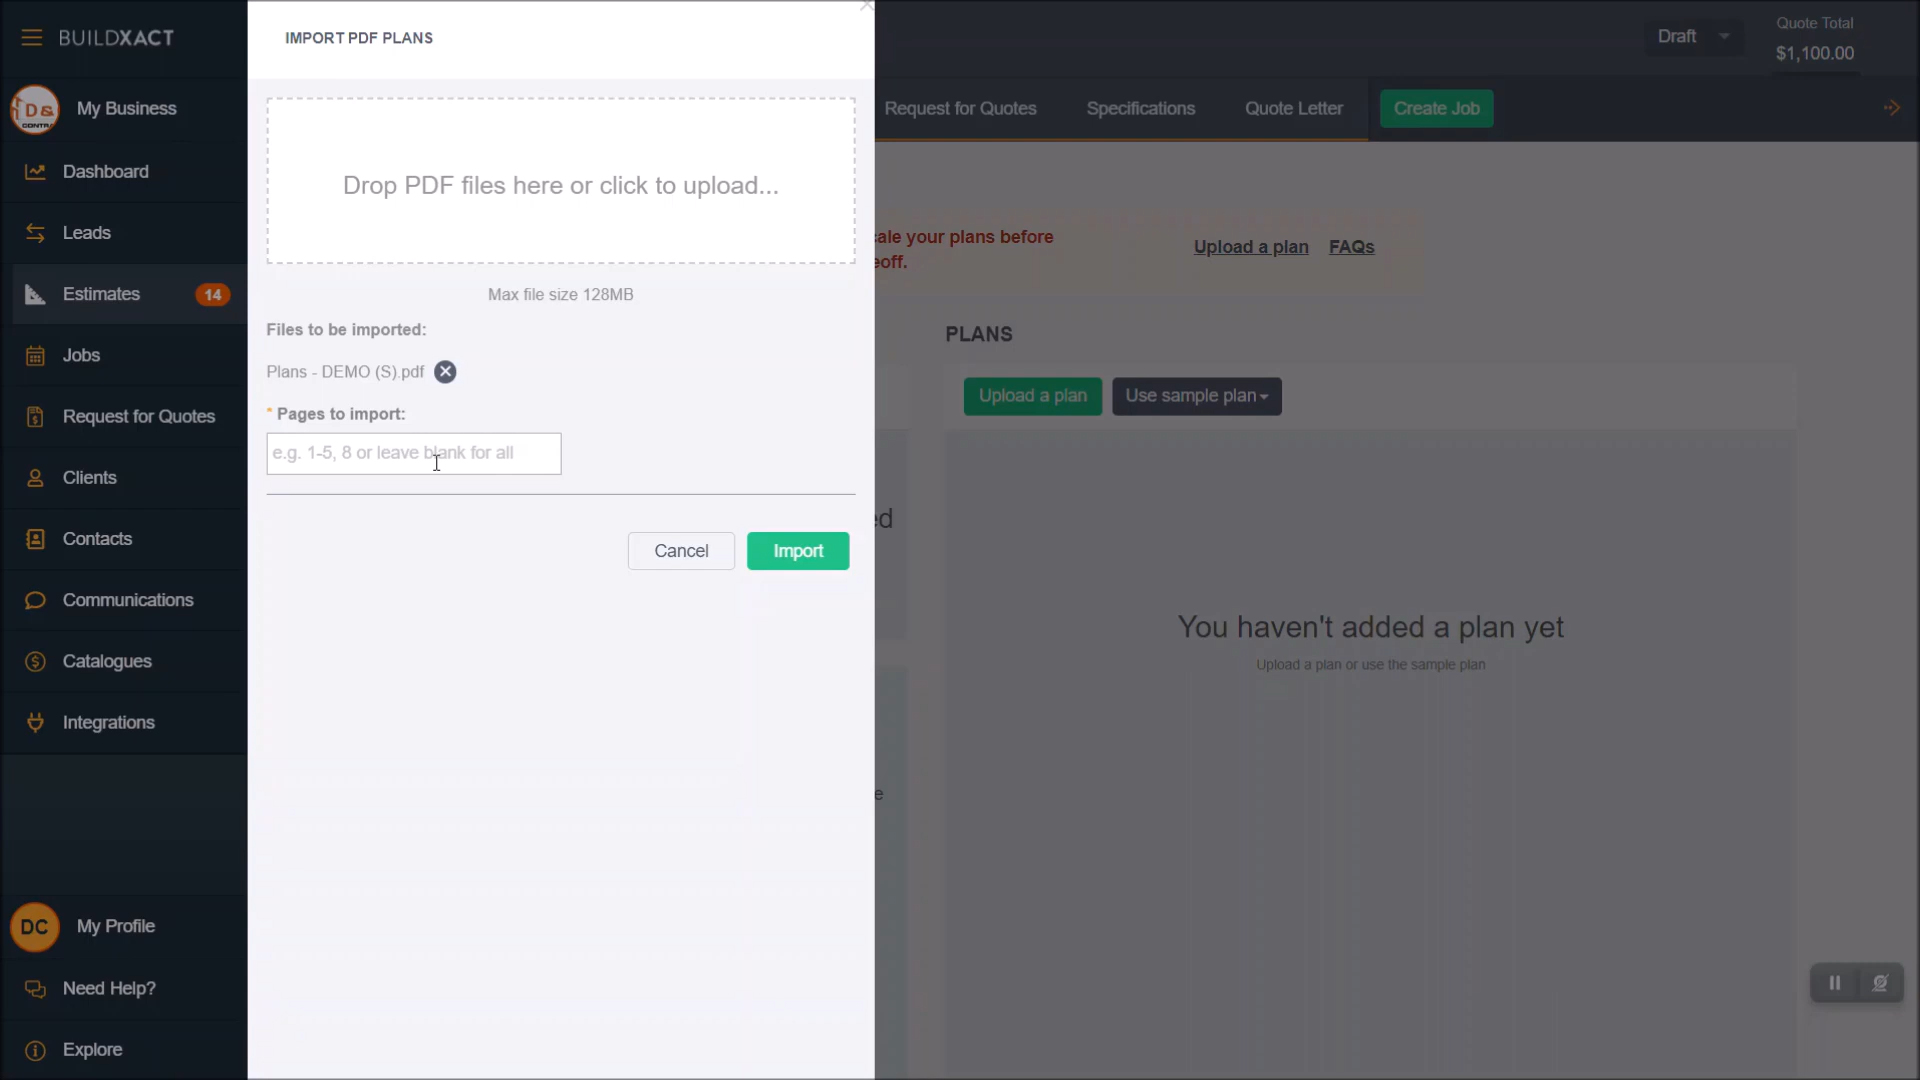 BUILDXACT
My Business
Dashboard
Leads
Estimates 14
Jobs
Request for Quotes
Clients
Contacts
Communications
Catalogues
Integrations
DC My Profile
Need Help?
Explore
IMPORT PDF PLANS
Drop PDF files here or click to upload...
Max file size 128MB
Files to be imported:
Plans - DEMO (S).pdf
* Pages to import:
e.g. 1-5, 8 or leave blank for all
Cancel Import
Draft
Quote Total
$1,100.00
Request for Quotes Specifications Quote Letter Create Job
your plans before
Upload a plan FAQs
PLANS
Upload a plan Use sample plan
You haven't added a plan yet
Upload a plan or use the sample plan